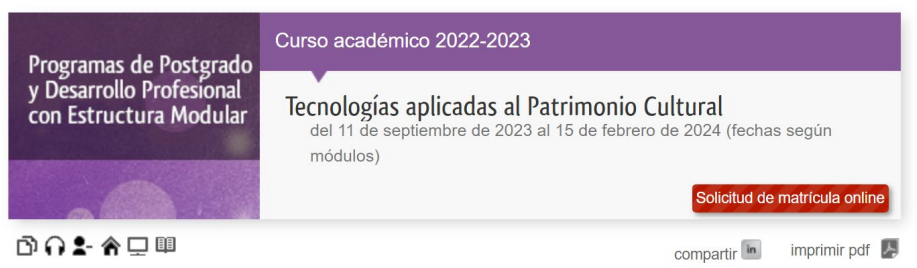 Programas de Postgrado
y Desarrollo Profesional
con Estructura Modular
Curso académico 2022-2023
Tecnologías aplicadas al Patrimonio Cultural
del 11 de septiembre de 2023 al 15 de febrero de 2024 (fechas según
módulos)
Solicitud de matrícula online
compartir in
imprimir pdf